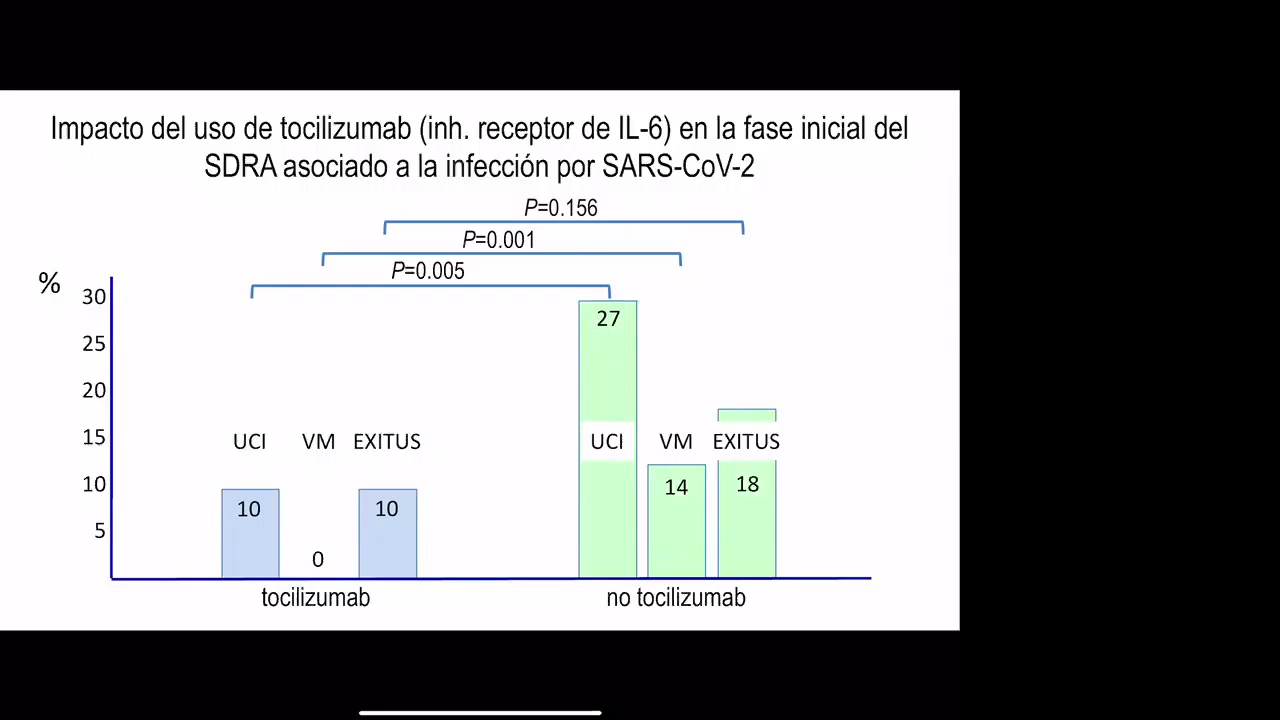 Impacto del uso de tocilizumab (inh. receptor de IL-6) en la fase inicial del
SDRA asociado a la infección por SARS-CoV-2
P=0.156
P=0.001
P=0.005
%
30
25
20
15
10
5
UCI VM EXITUS
10 0 10
27
UCI VM EXITUS
14 18
tocilizumab
no tocilizumab